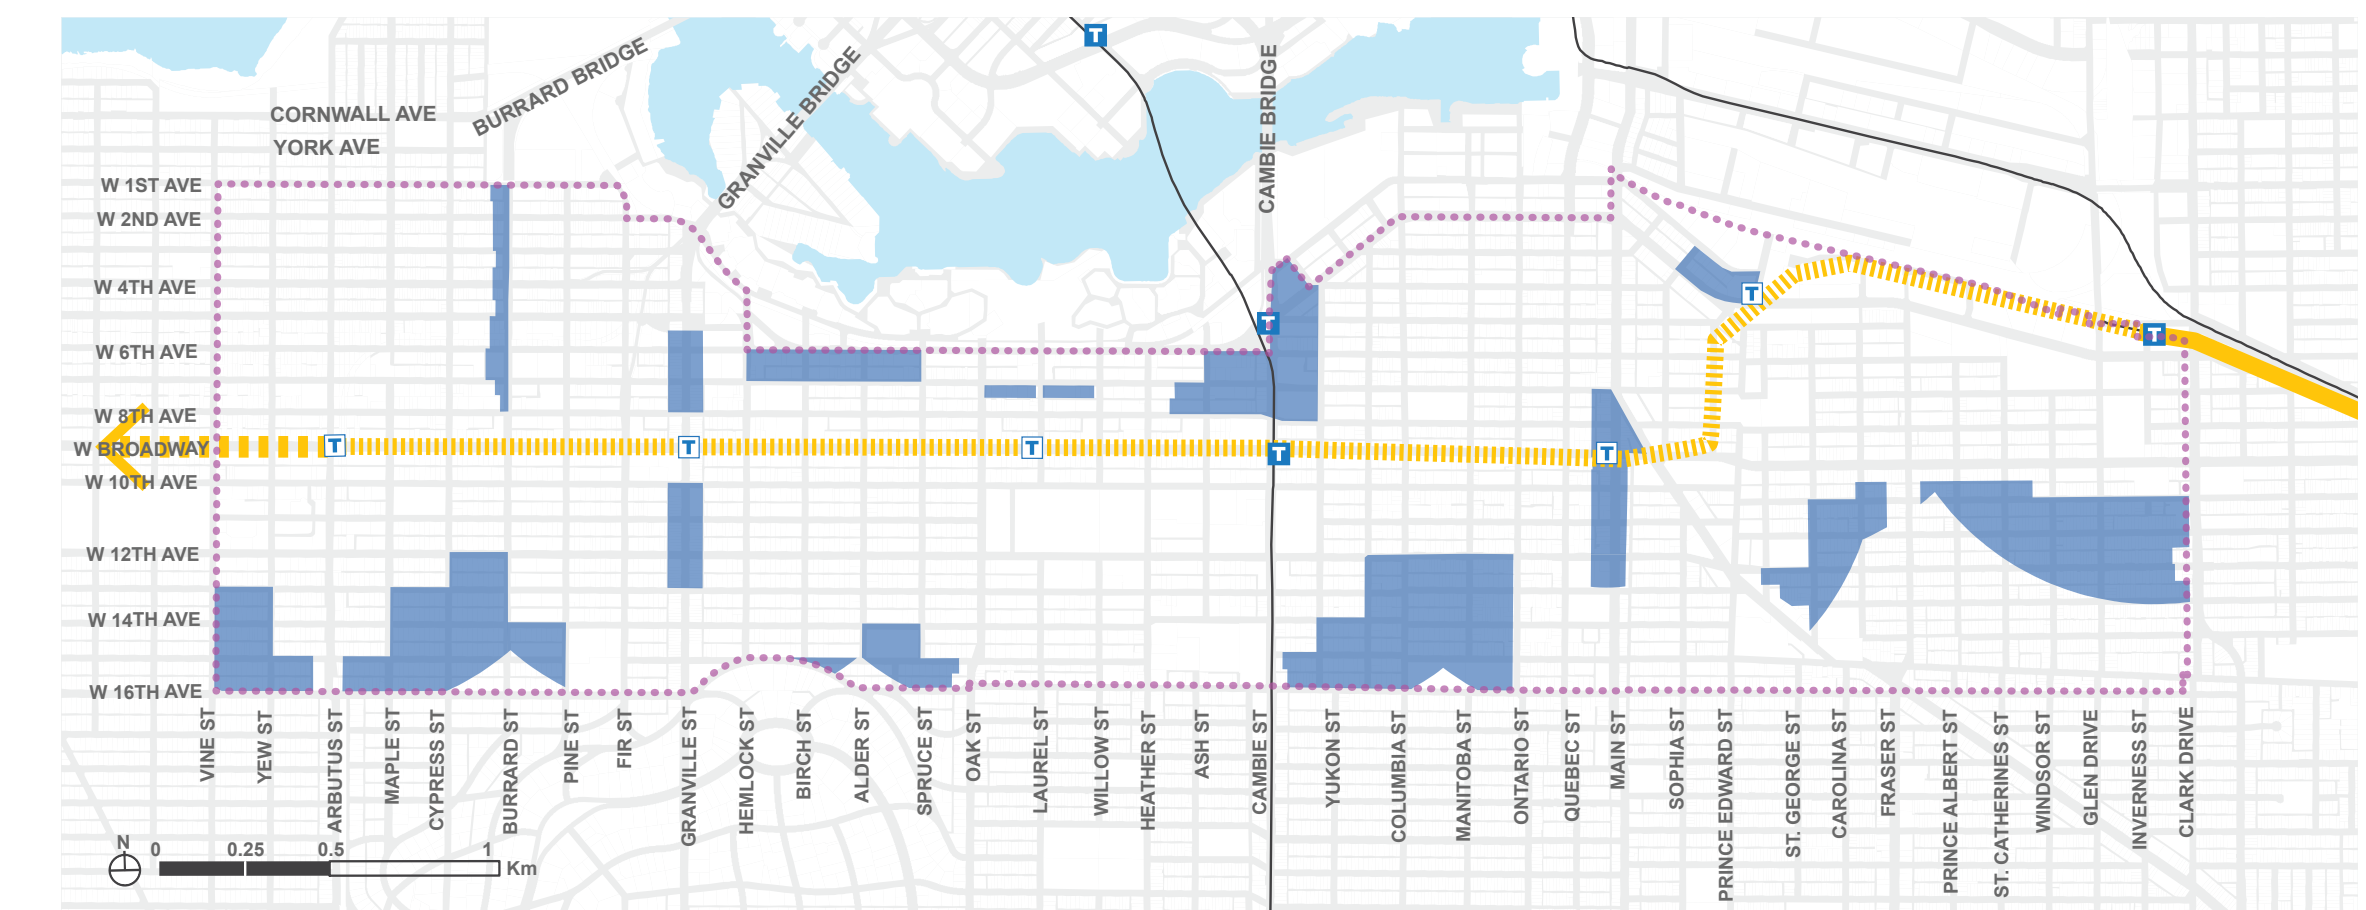 BURRARD BRIDGE
GRANVILLE BRIDGE
CAMBIE BRIDGE
T
CORNWALL AVE
YORK AVE
W 1ST AVE
W 2ND AVE
W 4TH AVE
T
T
T
W 6TH AVE
W 8TH AVE
W BROADWAY
T
T
T
T
T
W 10TH AVE
W 12TH AVE
W 14TH AVE
W 16TH AVE
VINE ST
YEW ST
ARBUTUS ST
MAPLE ST
CYPRESS ST
BURRARD ST
PINE ST
FIR ST
GRANVILLE ST
HEMLOCK ST
BIRCH ST
ALDER ST
SPRUCE ST
OAK ST
LAUREL ST
WILLOW ST
HEATHER ST
ASH ST
CAMBIE ST
YUKON ST
COLUMBIA ST
MANITOBA ST
ONTARIO ST
QUEBEC ST
MAIN ST
SOPHIA ST
PRINCE EDWARD ST
ST. GEORGE ST
CAROLINA ST
FRASER ST
PRINCE ALBERT ST
ST. CATHERINES ST
WINDSOR ST
GLEN DRIVE
INVERNESS ST
CLARK DRIVE
N
0 0.25 0.5 1
Km